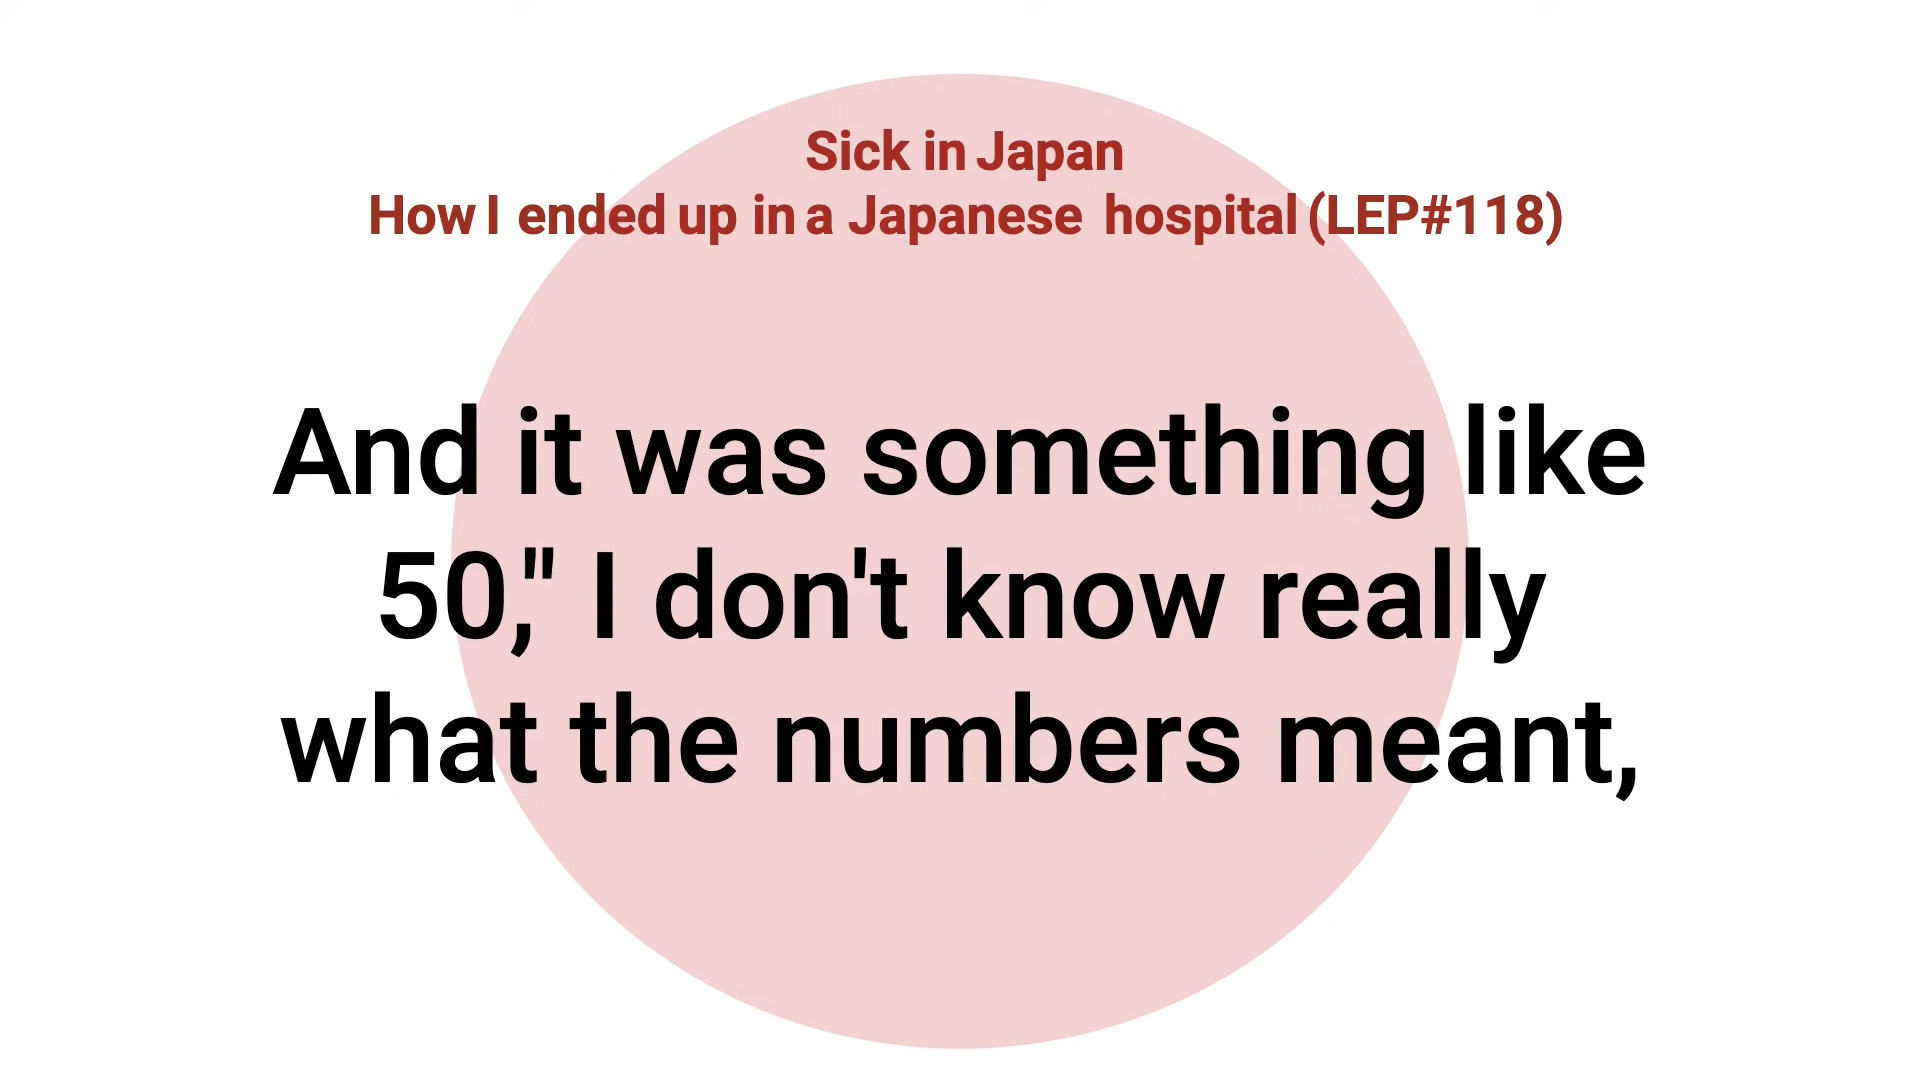 Sick in Japan
How I ended up in a Japanese hospital (LEP#118)
And it was something like
50," I don't know really
what the numbers meant,